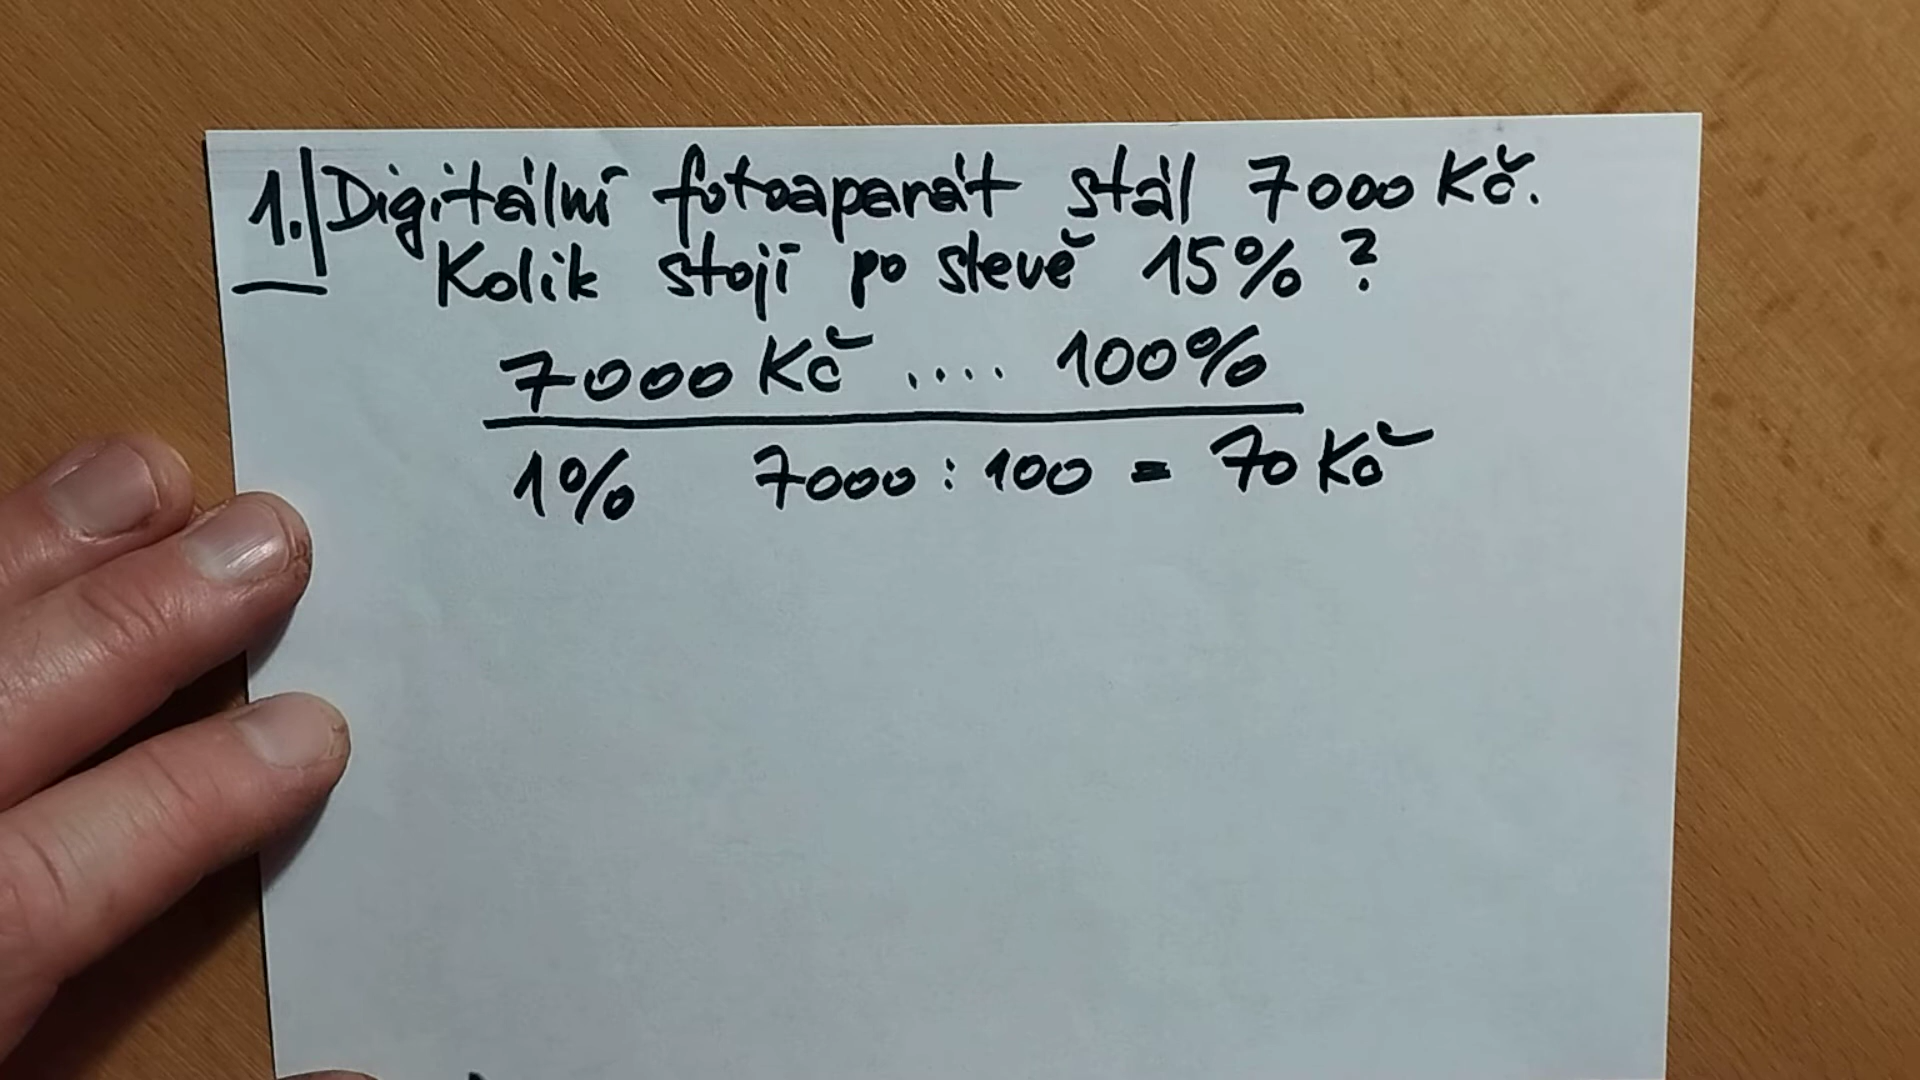 1. Digitální fotoaparát stál 7000 Kč.
Kolik stojí po slevě 15% ?
7000 Kč .... 100%
1% 7000 : 100 = 70 Kč